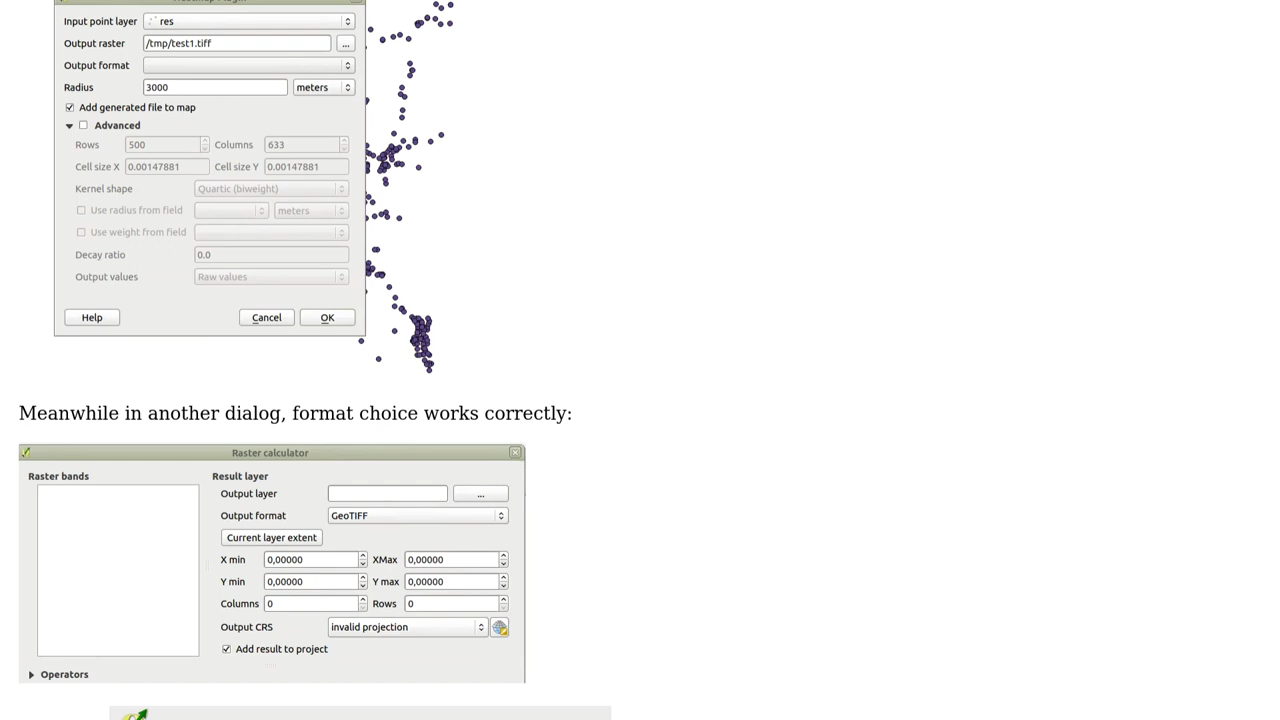 Input point layer res
Output raster /tmp/test1.tiff ...
Output format
Radius 3000 meters
Add generated file to map
Advanced
Rows 500 Columns 633
Cell size X 0.00147881 Cell size Y 0.00147881
Kernel shape Quartic (biweight)
Use radius from field meters
Use weight from field
Decay ratio 0.0
Output values Raw values
Help Cancel OK
Meanwhile in another dialog, format choice works correctly:
Raster calculator
Raster bands Result layer
Output layer ...
Output format GeoTIFF
Current layer extent
X min 0,00000 XMax 0,00000
Y min 0,00000 Y max 0,00000
Columns 0 Rows 0
Output CRS invalid projection
Add result to project
Operators